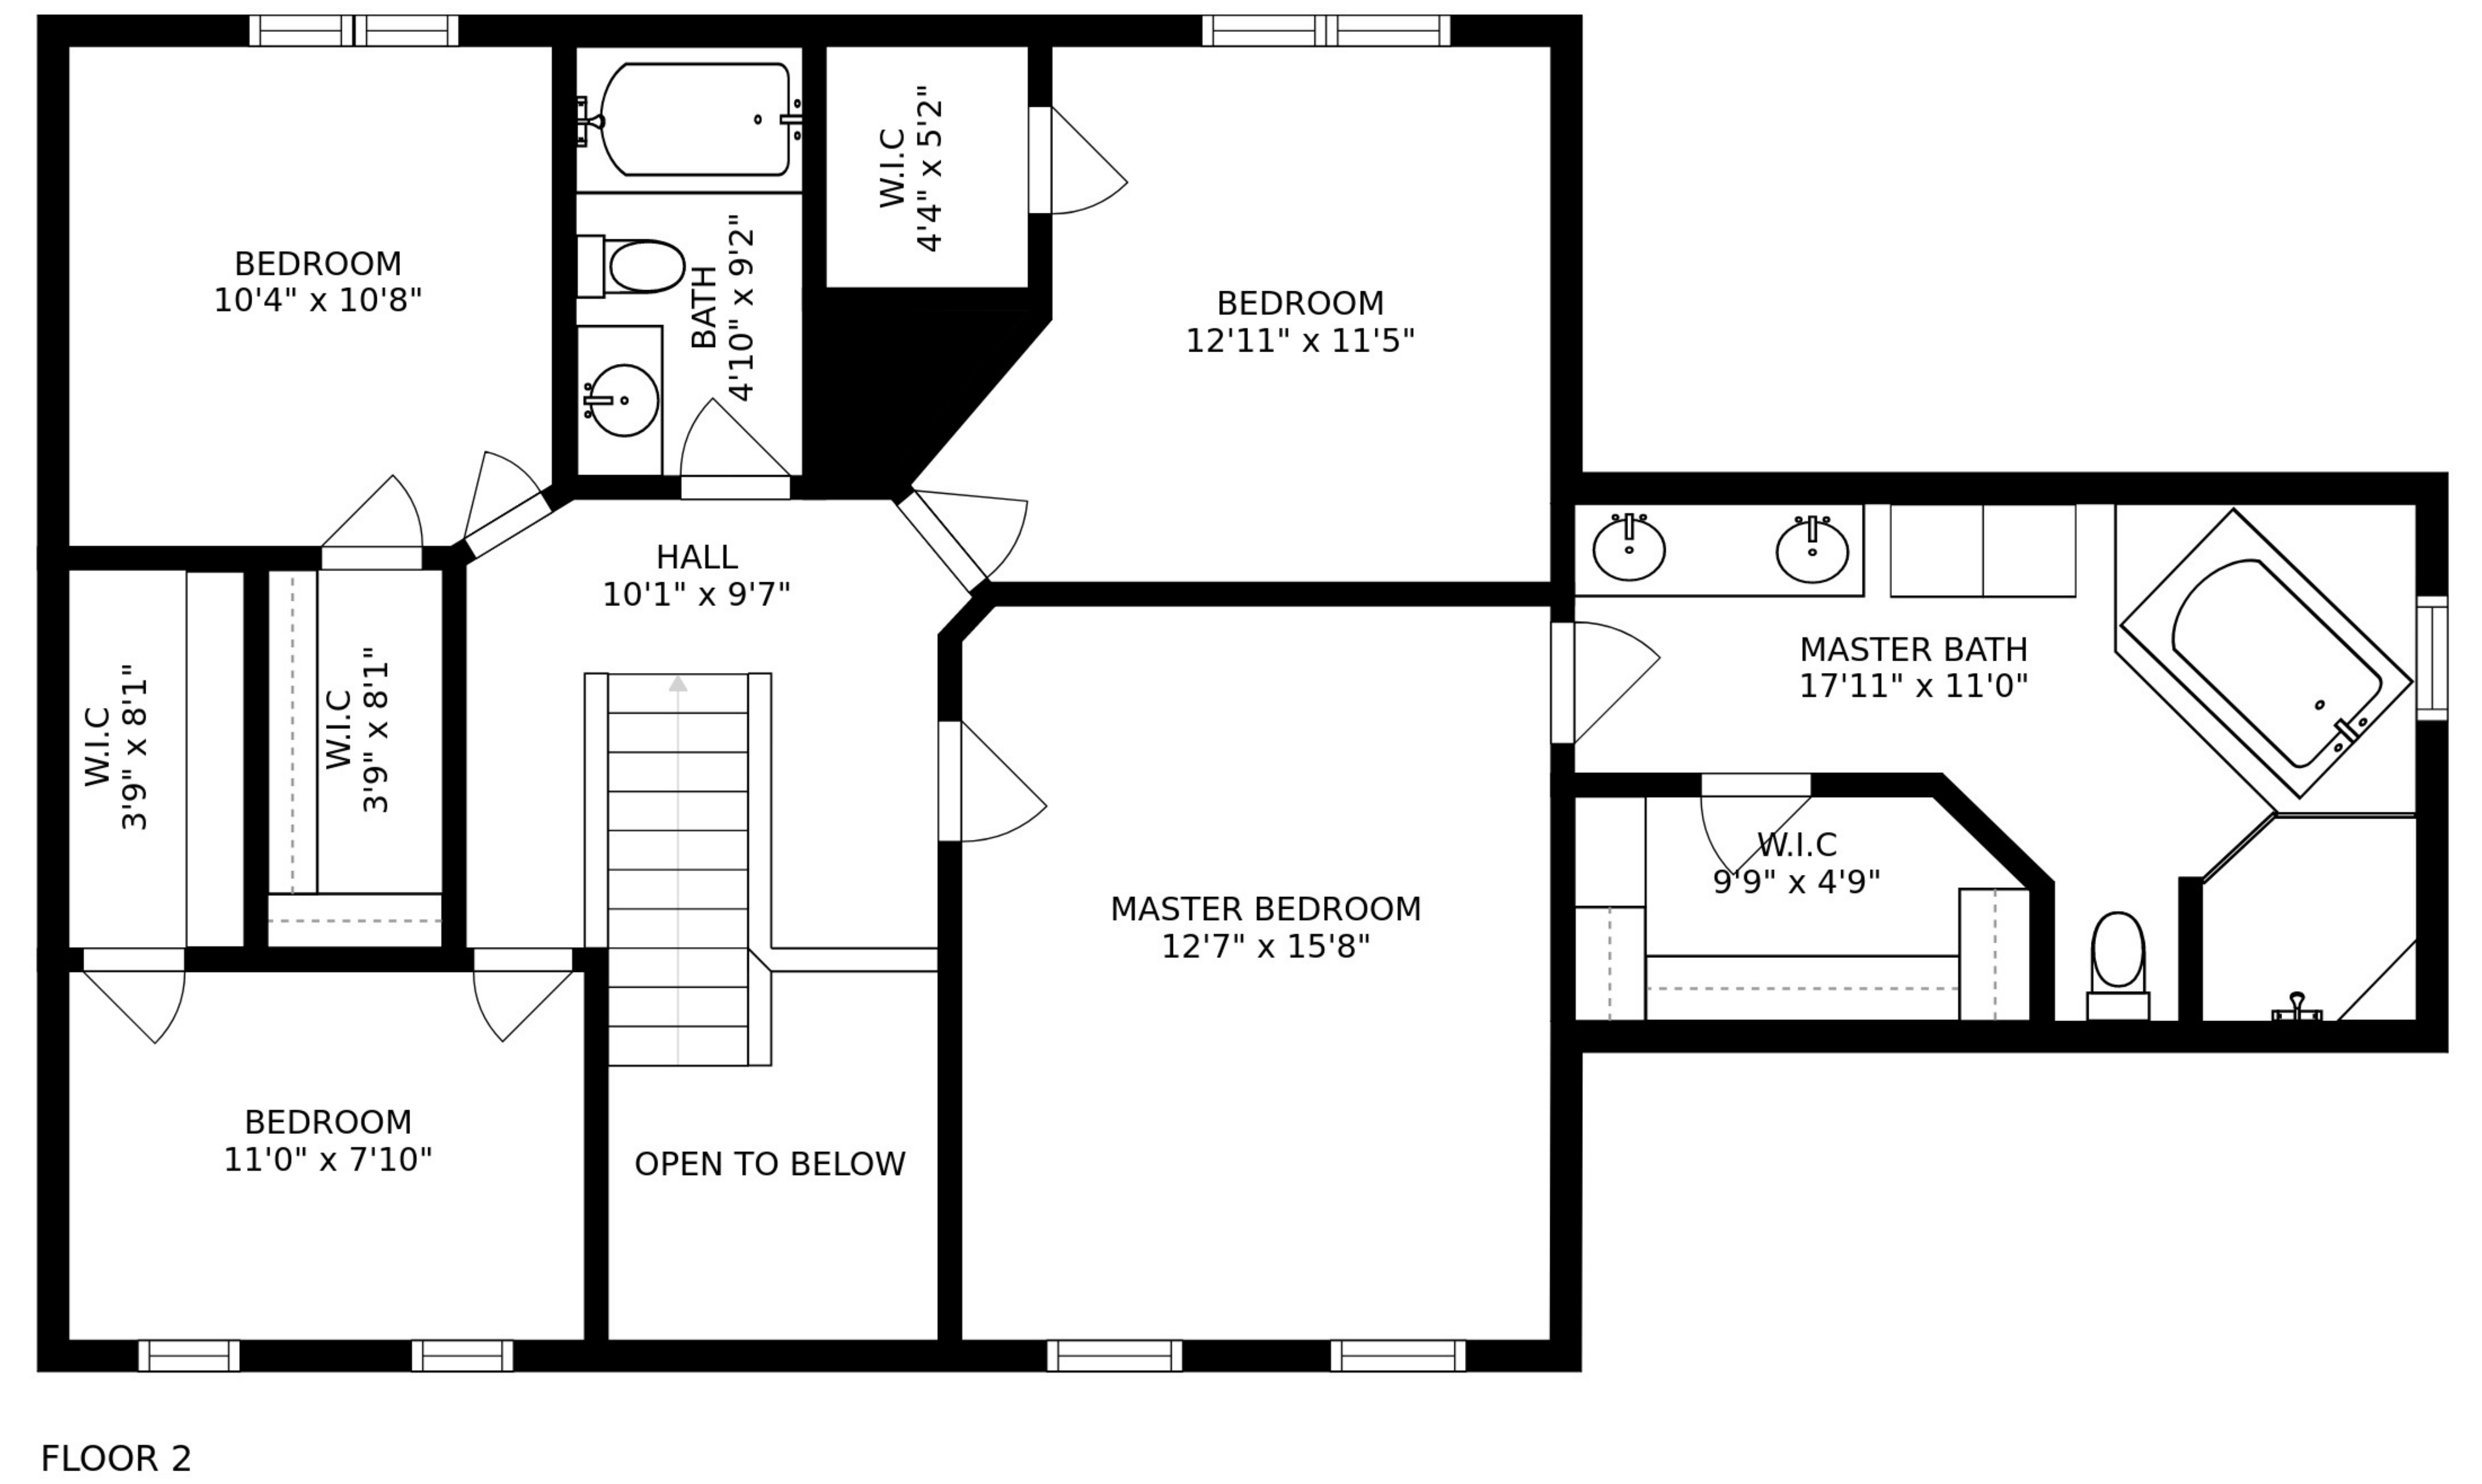 BEDROOM
10'4" x 10'8"
BATH
4'10" x 9'2"
W.I.C
4'4" x 5'2"
BEDROOM
12'11" x 11'5"
HALL
10'1" x 9'7"
W.I.C
3'9" x 8'1"
W.I.C
3'9" x 8'1"
MASTER BATH
17'11" x 11'0"
W.I.C
9'9" x 4'9"
MASTER BEDROOM
12'7" x 15'8"
BEDROOM
11'0" x 7'10"
OPEN TO BELOW
FLOOR 2